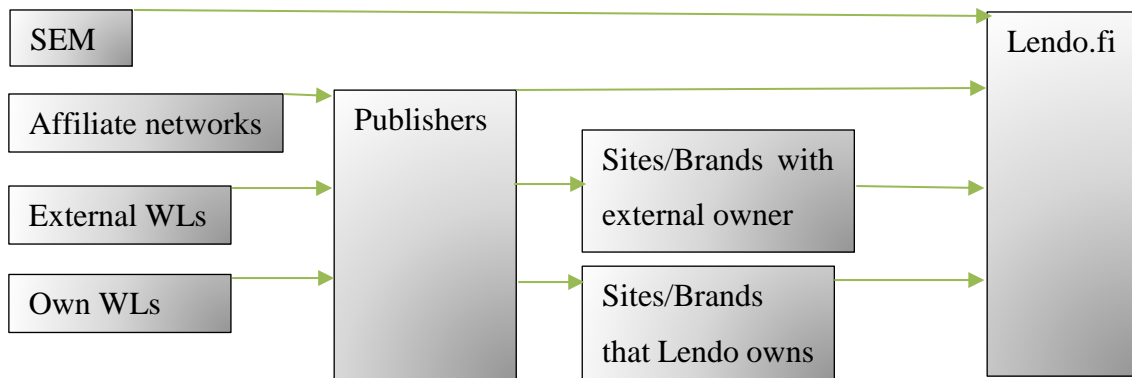 SEM
Lendo.fi
Affiliate networks
Publishers
Sites/Brands with
external owner
External WLs
Own WLs
Sites/Brands
that Lendo owns